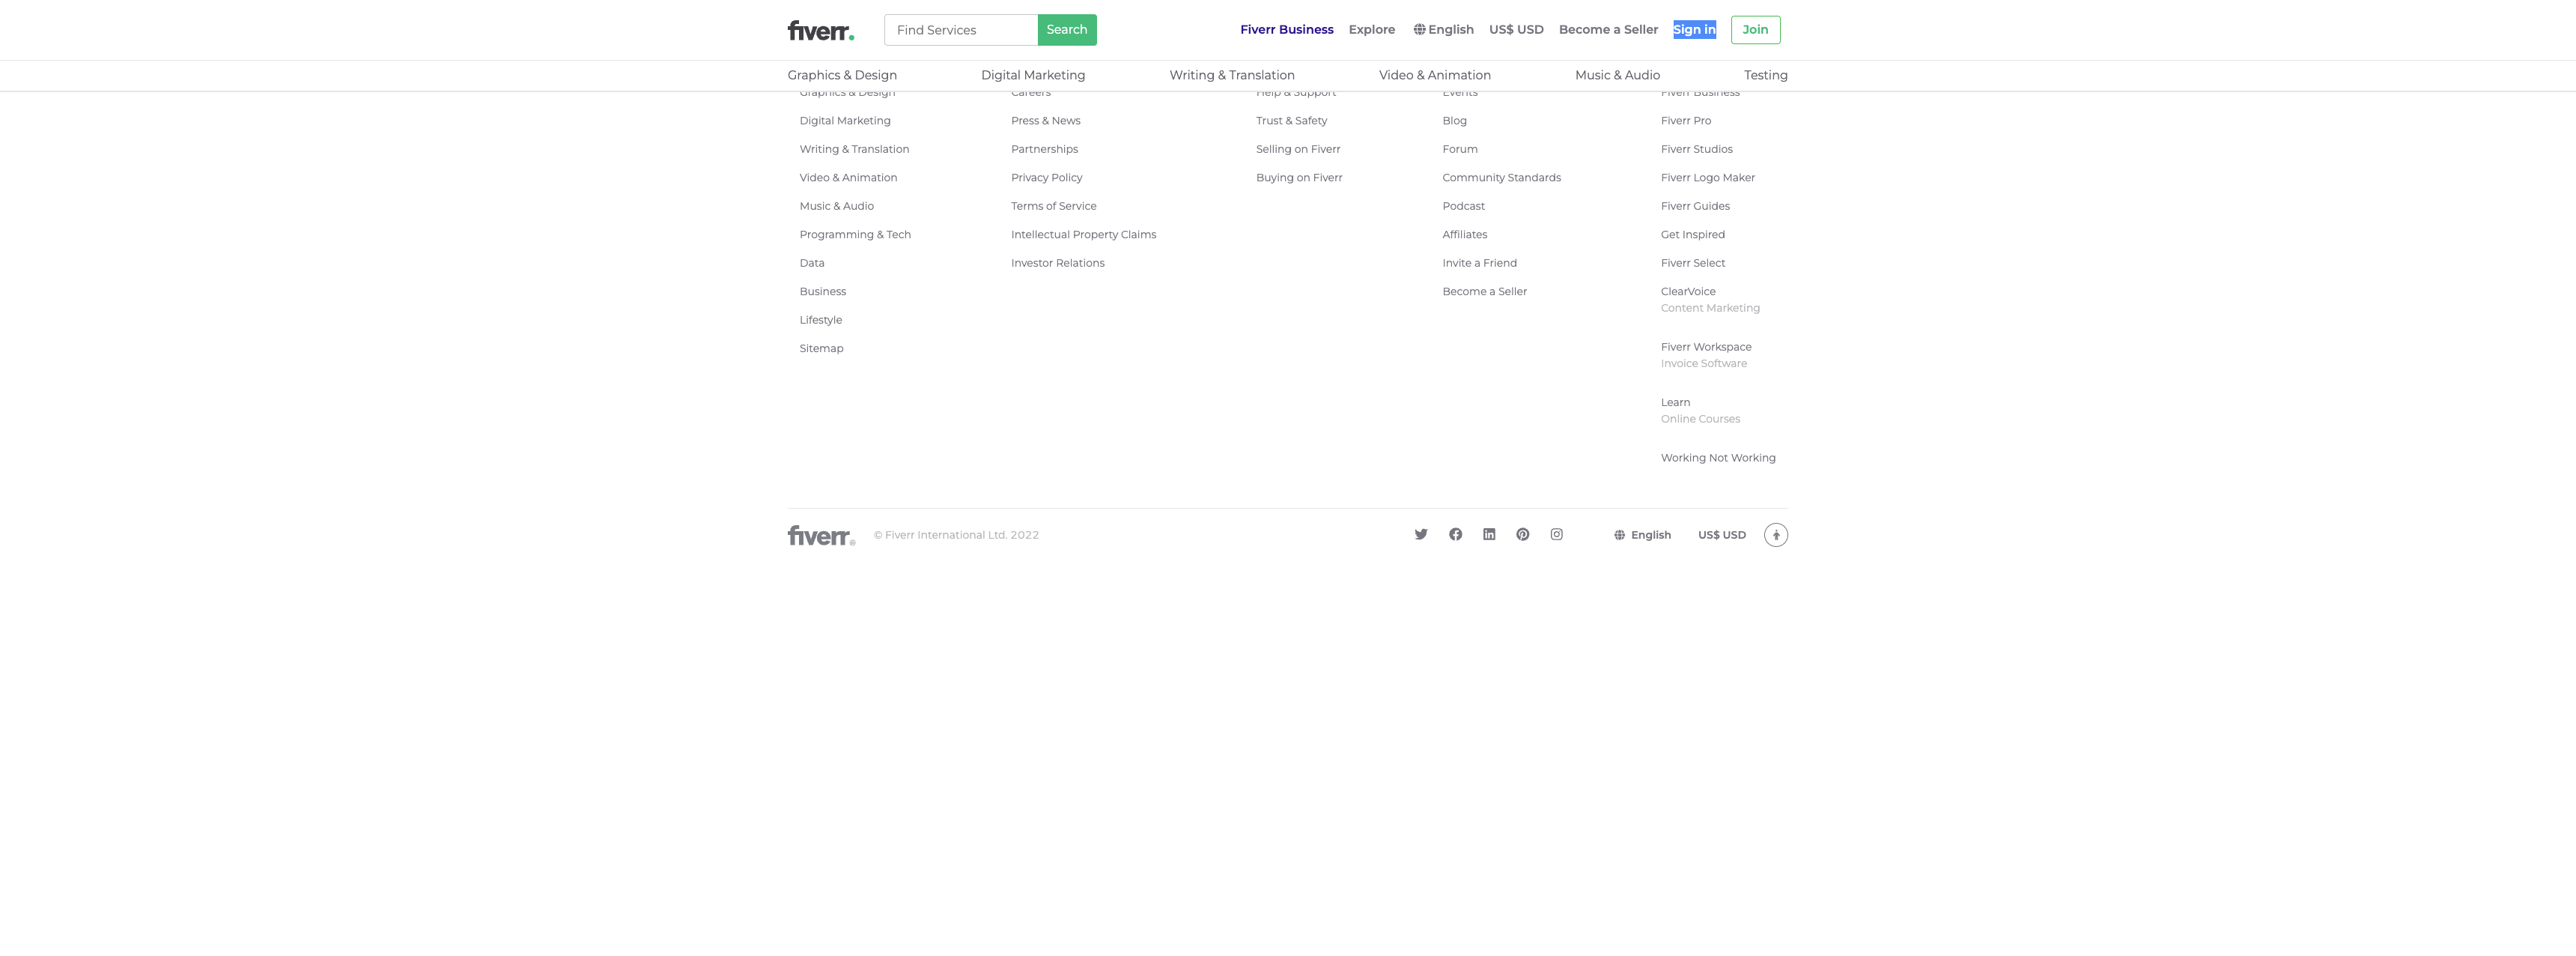 fiverr. Find Services Search Fiverr Business Explore English US$ USD Become a Seller Sign in Join
Graphics & Design Digital Marketing Writing & Translation Video & Animation Music & Audio Testing
Graphics & Design Careers Help & Support Events Fiverr Business
Digital Marketing Press & News Trust & Safety Blog Fiverr Pro
Writing & Translation Partnerships Selling on Fiverr Forum Fiverr Studios
Video & Animation Privacy Policy Buying on Fiverr Community Standards Fiverr Logo Maker
Music & Audio Terms of Service Podcast Fiverr Guides
Programming & Tech Intellectual Property Claims Affiliates Get Inspired
Data Investor Relations Invite a Friend Fiverr Select
Business Become a Seller ClearVoice
Content Marketing
Lifestyle
Sitemap Fiverr Workspace
Invoice Software
Learn
Online Courses
Working Not Working
fiverr® © Fiverr International Ltd. 2022 English US$ USD